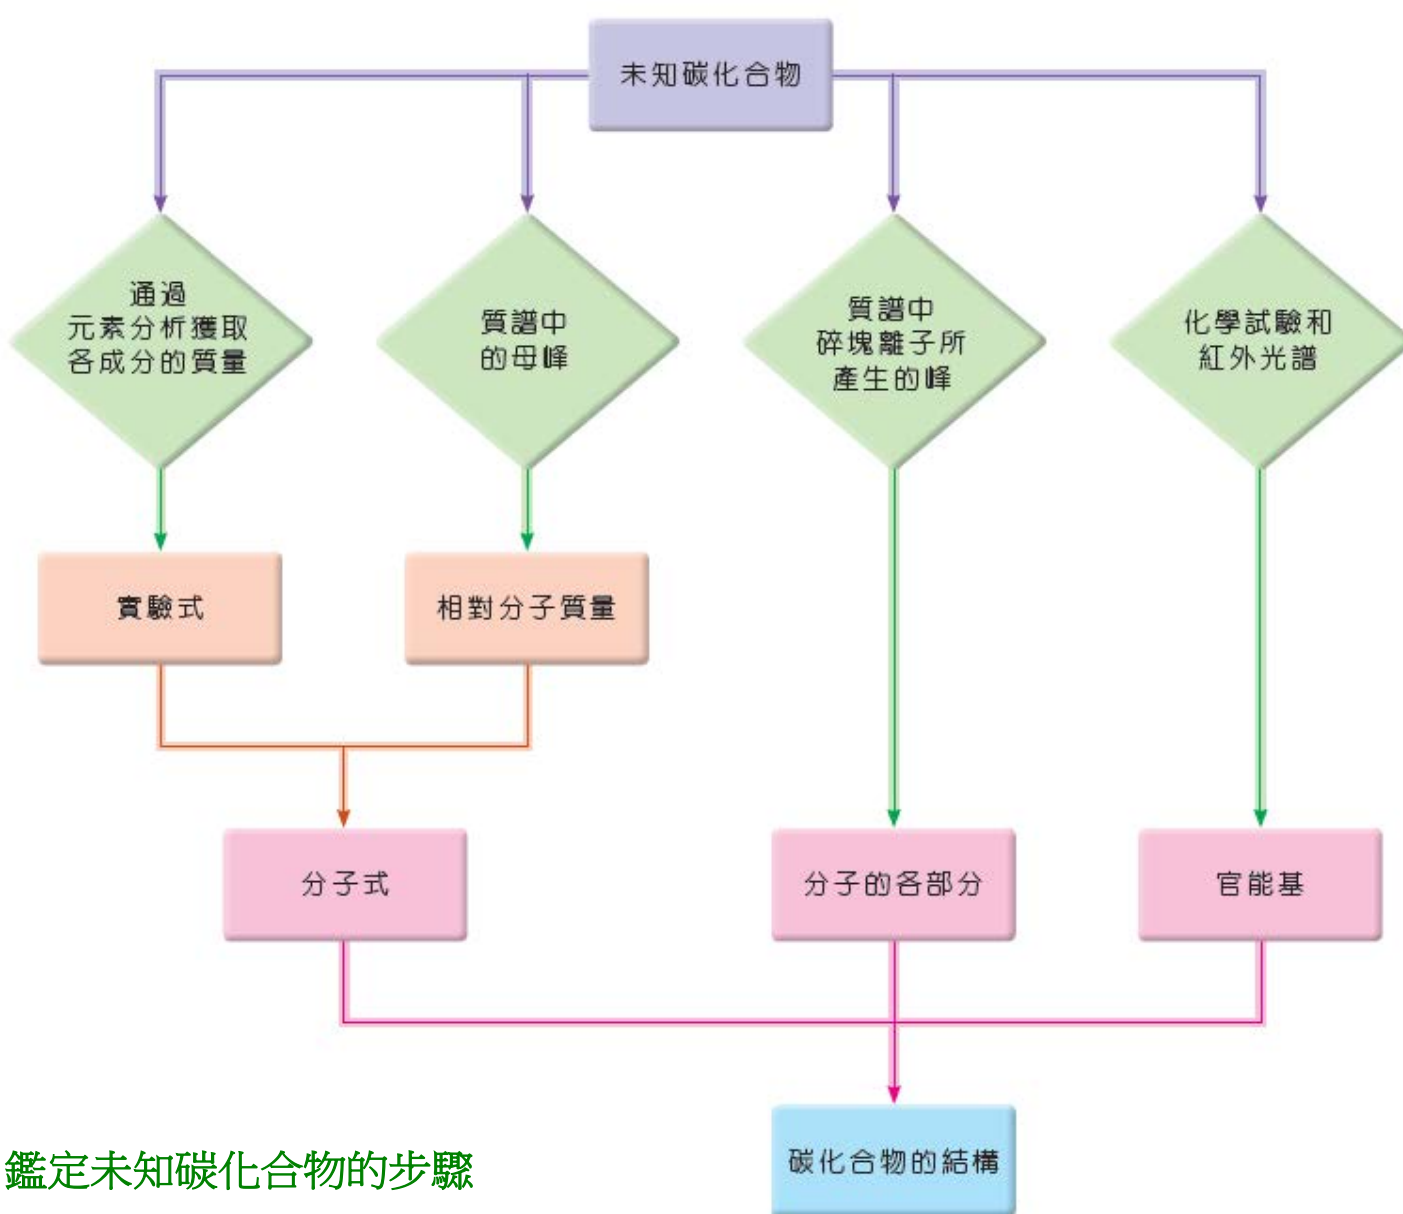 未知碳化合物
通過
元素分析獲取
各成分的質量
質譜中
的母峰
質譜中
碎塊離子所
產生的峰
化學試驗和
紅外光譜
實驗式
相對分子質量
分子式
分子的各部分
官能基
碳化合物的結構
鑑定未知碳化合物的步驟